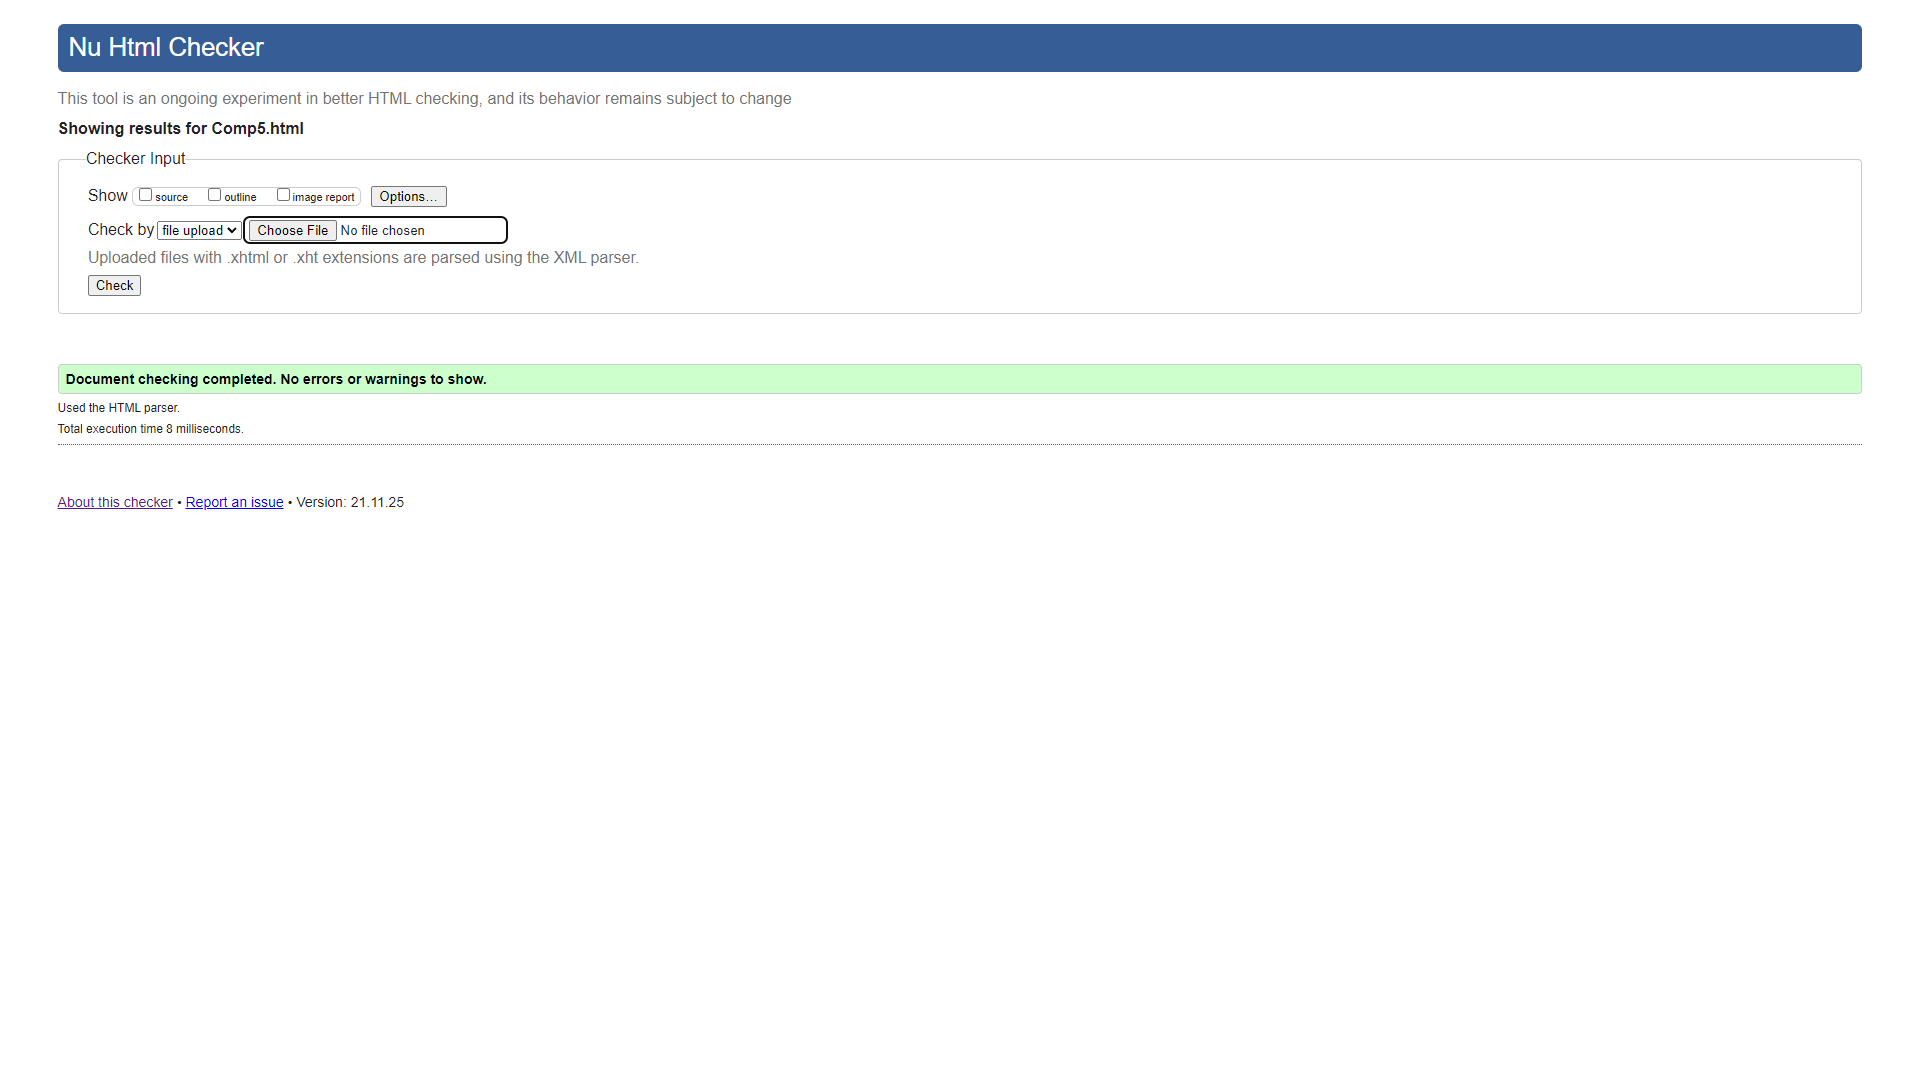 Nu Html Checker
This tool is an ongoing experiment in better HTML checking, and its behavior remains subject to change
Showing results for Comp5.html
Checker Input
Show source outline image report Options...
Check by file upload Choose File No file chosen
Uploaded files with .xhtml or .xht extensions are parsed using the XML parser.
Check
Document checking completed. No errors or warnings to show.
Used the HTML parser.
Total execution time 8 milliseconds.
About this checker • Report an issue • Version: 21.11.25